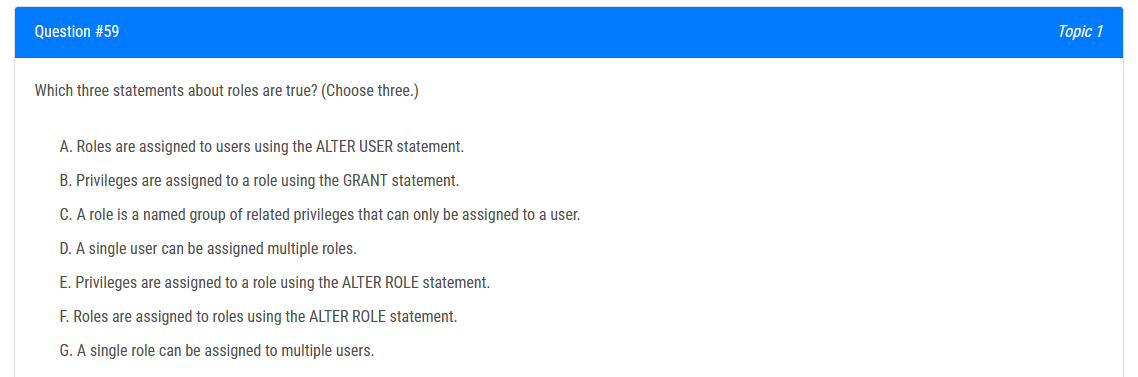 Question #59
Topic 1
Which three statements about roles are true? (Choose three.)
A. Roles are assigned to users using the ALTER USER statement.
B. Privileges are assigned to a role using the GRANT statement.
C. A role is a named group of related privileges that can only be assigned to a user.
D. A single user can be assigned multiple roles.
E. Privileges are assigned to a role using the ALTER ROLE statement.
F. Roles are assigned to roles using the ALTER ROLE statement.
G. A single role can be assigned to multiple users.